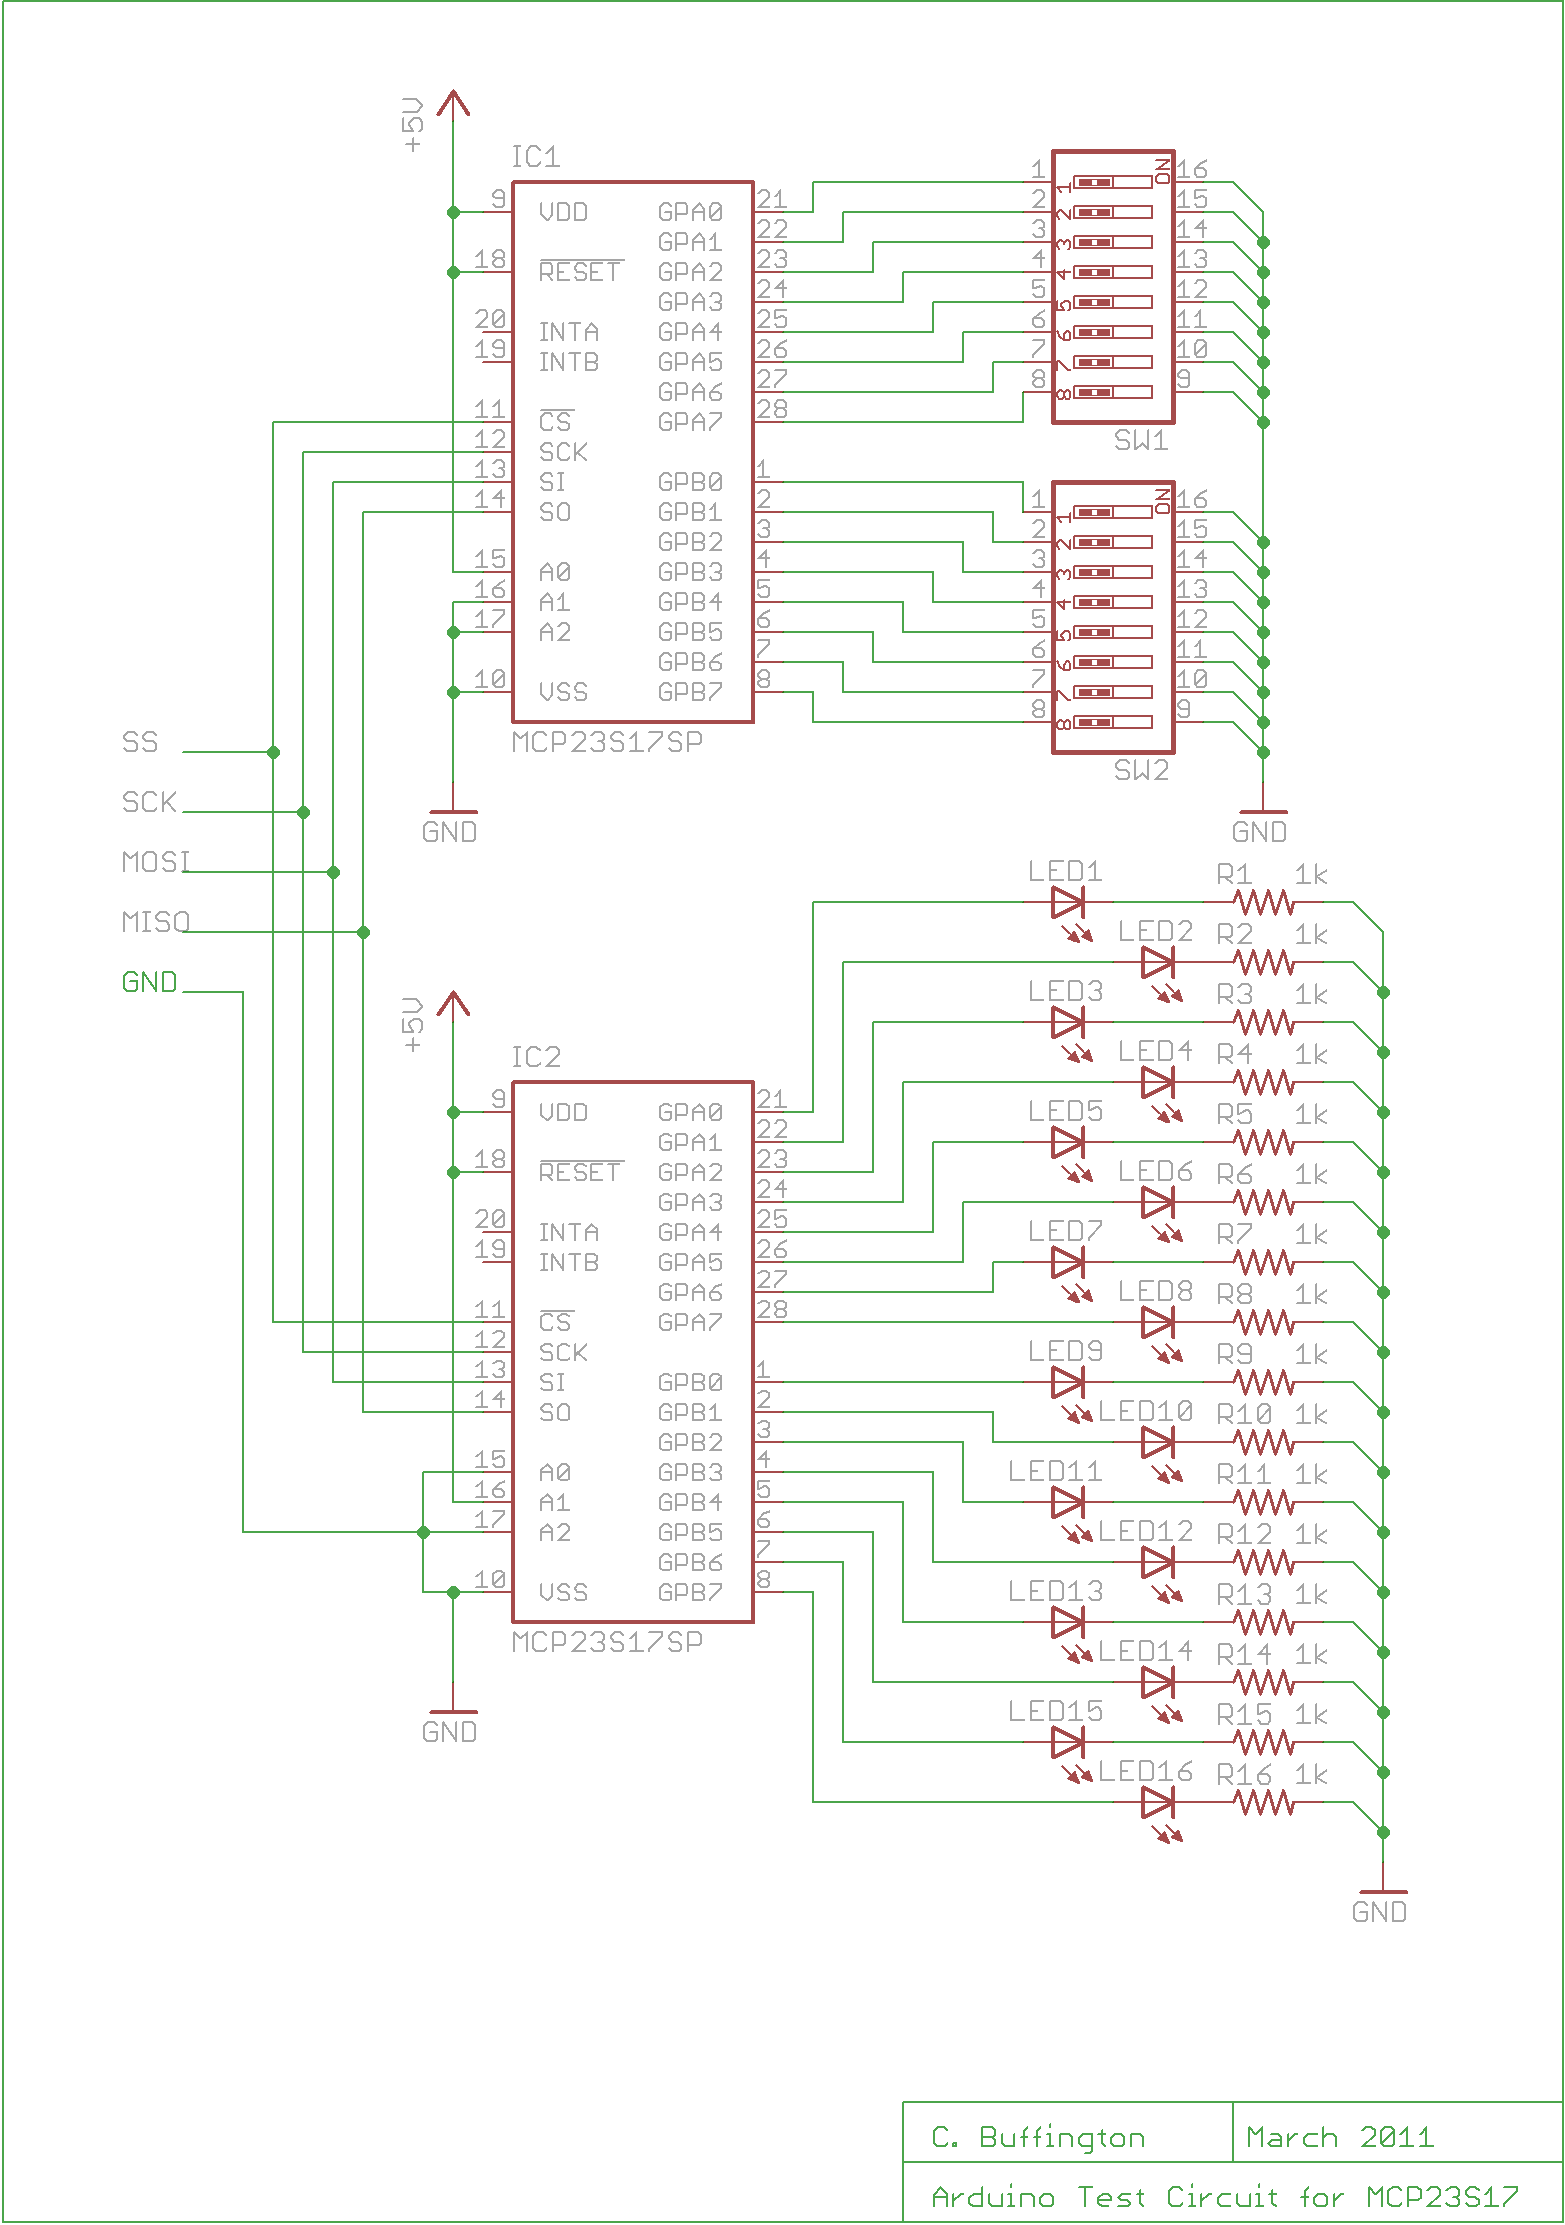 +5V
IC1
9 VDD GPA0 21
GPA1 22
18 RESET GPA2 23
GPA3 24
20 INTA GPA4 25
19 INTB GPA5 26
GPA6 27
11 CS GPA7 28
12 SCK
13 SI GPB0 1
14 SO GPB1 2
GPB2 3
15 A0 GPB3 4
16 A1 GPB4 5
17 A2 GPB5 6
GPB6 7
10 VSS GPB7 8
MCP23S17SP
GND
ON
1 1 16
2 2 15
3 3 14
4 4 13
5 5 12
6 6 11
7 7 10
8 8 9
SW1
ON
1 1 16
2 2 15
3 3 14
4 4 13
5 5 12
6 6 11
7 7 10
8 8 9
SW2
GND
SS
SCK
MOSI
MISO
GND
+5V
IC2
9 VDD GPA0 21
GPA1 22
18 RESET GPA2 23
GPA3 24
20 INTA GPA4 25
19 INTB GPA5 26
GPA6 27
11 CS GPA7 28
12 SCK
13 SI GPB0 1
14 SO GPB1 2
GPB2 3
15 A0 GPB3 4
16 A1 GPB4 5
17 A2 GPB5 6
GPB6 7
10 VSS GPB7 8
MCP23S17SP
GND
LED1 R1 1k
LED2 R2 1k
LED3 R3 1k
LED4 R4 1k
LED5 R5 1k
LED6 R6 1k
LED7 R7 1k
LED8 R8 1k
LED9 R9 1k
LED10 R10 1k
LED11 R11 1k
LED12 R12 1k
LED13 R13 1k
LED14 R14 1k
LED15 R15 1k
LED16 R16 1k
GND
C. Buffington March 2011
Arduino Test Circuit for MCP23S17